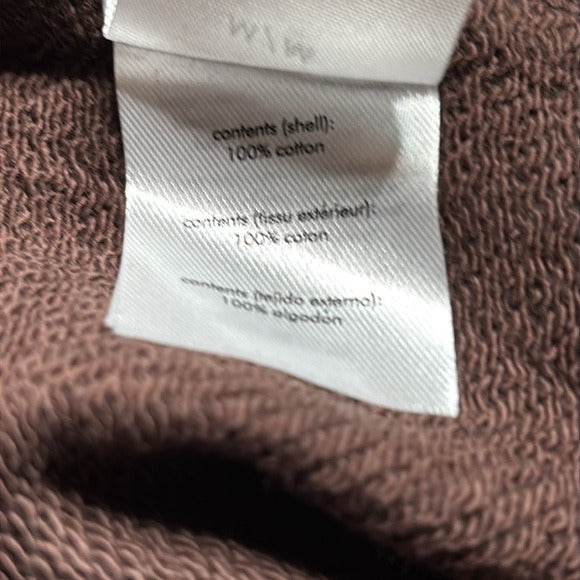 M/M
contents (shell):
100% cotton
contents (tissu extérieur):
100% coton
contents (tejido externo):
100% algodón